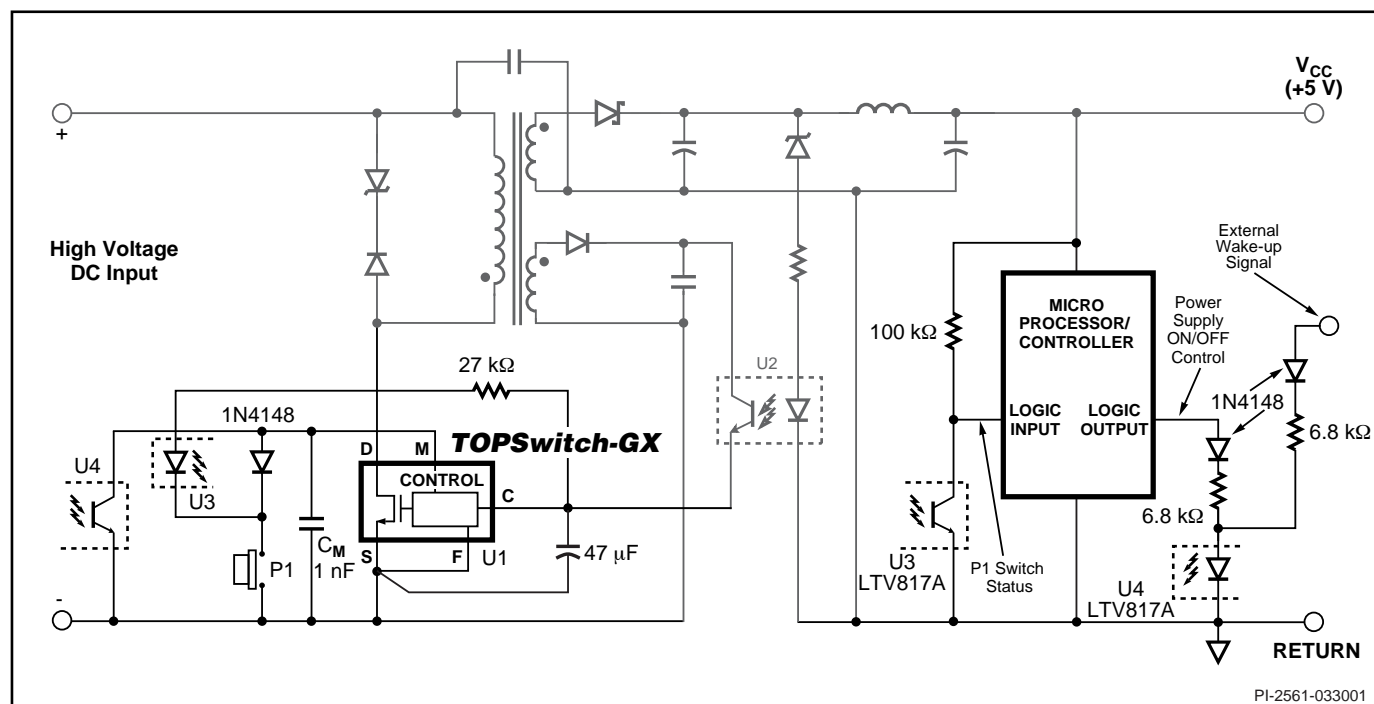 VCC
(+5 V)
+
High Voltage
DC Input
External
Wake-up
Signal
MICRO
PROCESSOR/
CONTROLLER
Power
Supply
ON/OFF
Control
100 kΩ
27 kΩ
U2
1N4148
1N4148
TOPSwitch-GX
LOGIC
INPUT
LOGIC
OUTPUT
6.8 kΩ
U4
D
M
CONTROL
C
U3
6.8 kΩ
CM
1 nF
S
F
U1
47 µF
P1
U3
LTV817A
P1 Switch
Status
U4
LTV817A
-
RETURN
PI-2561-033001